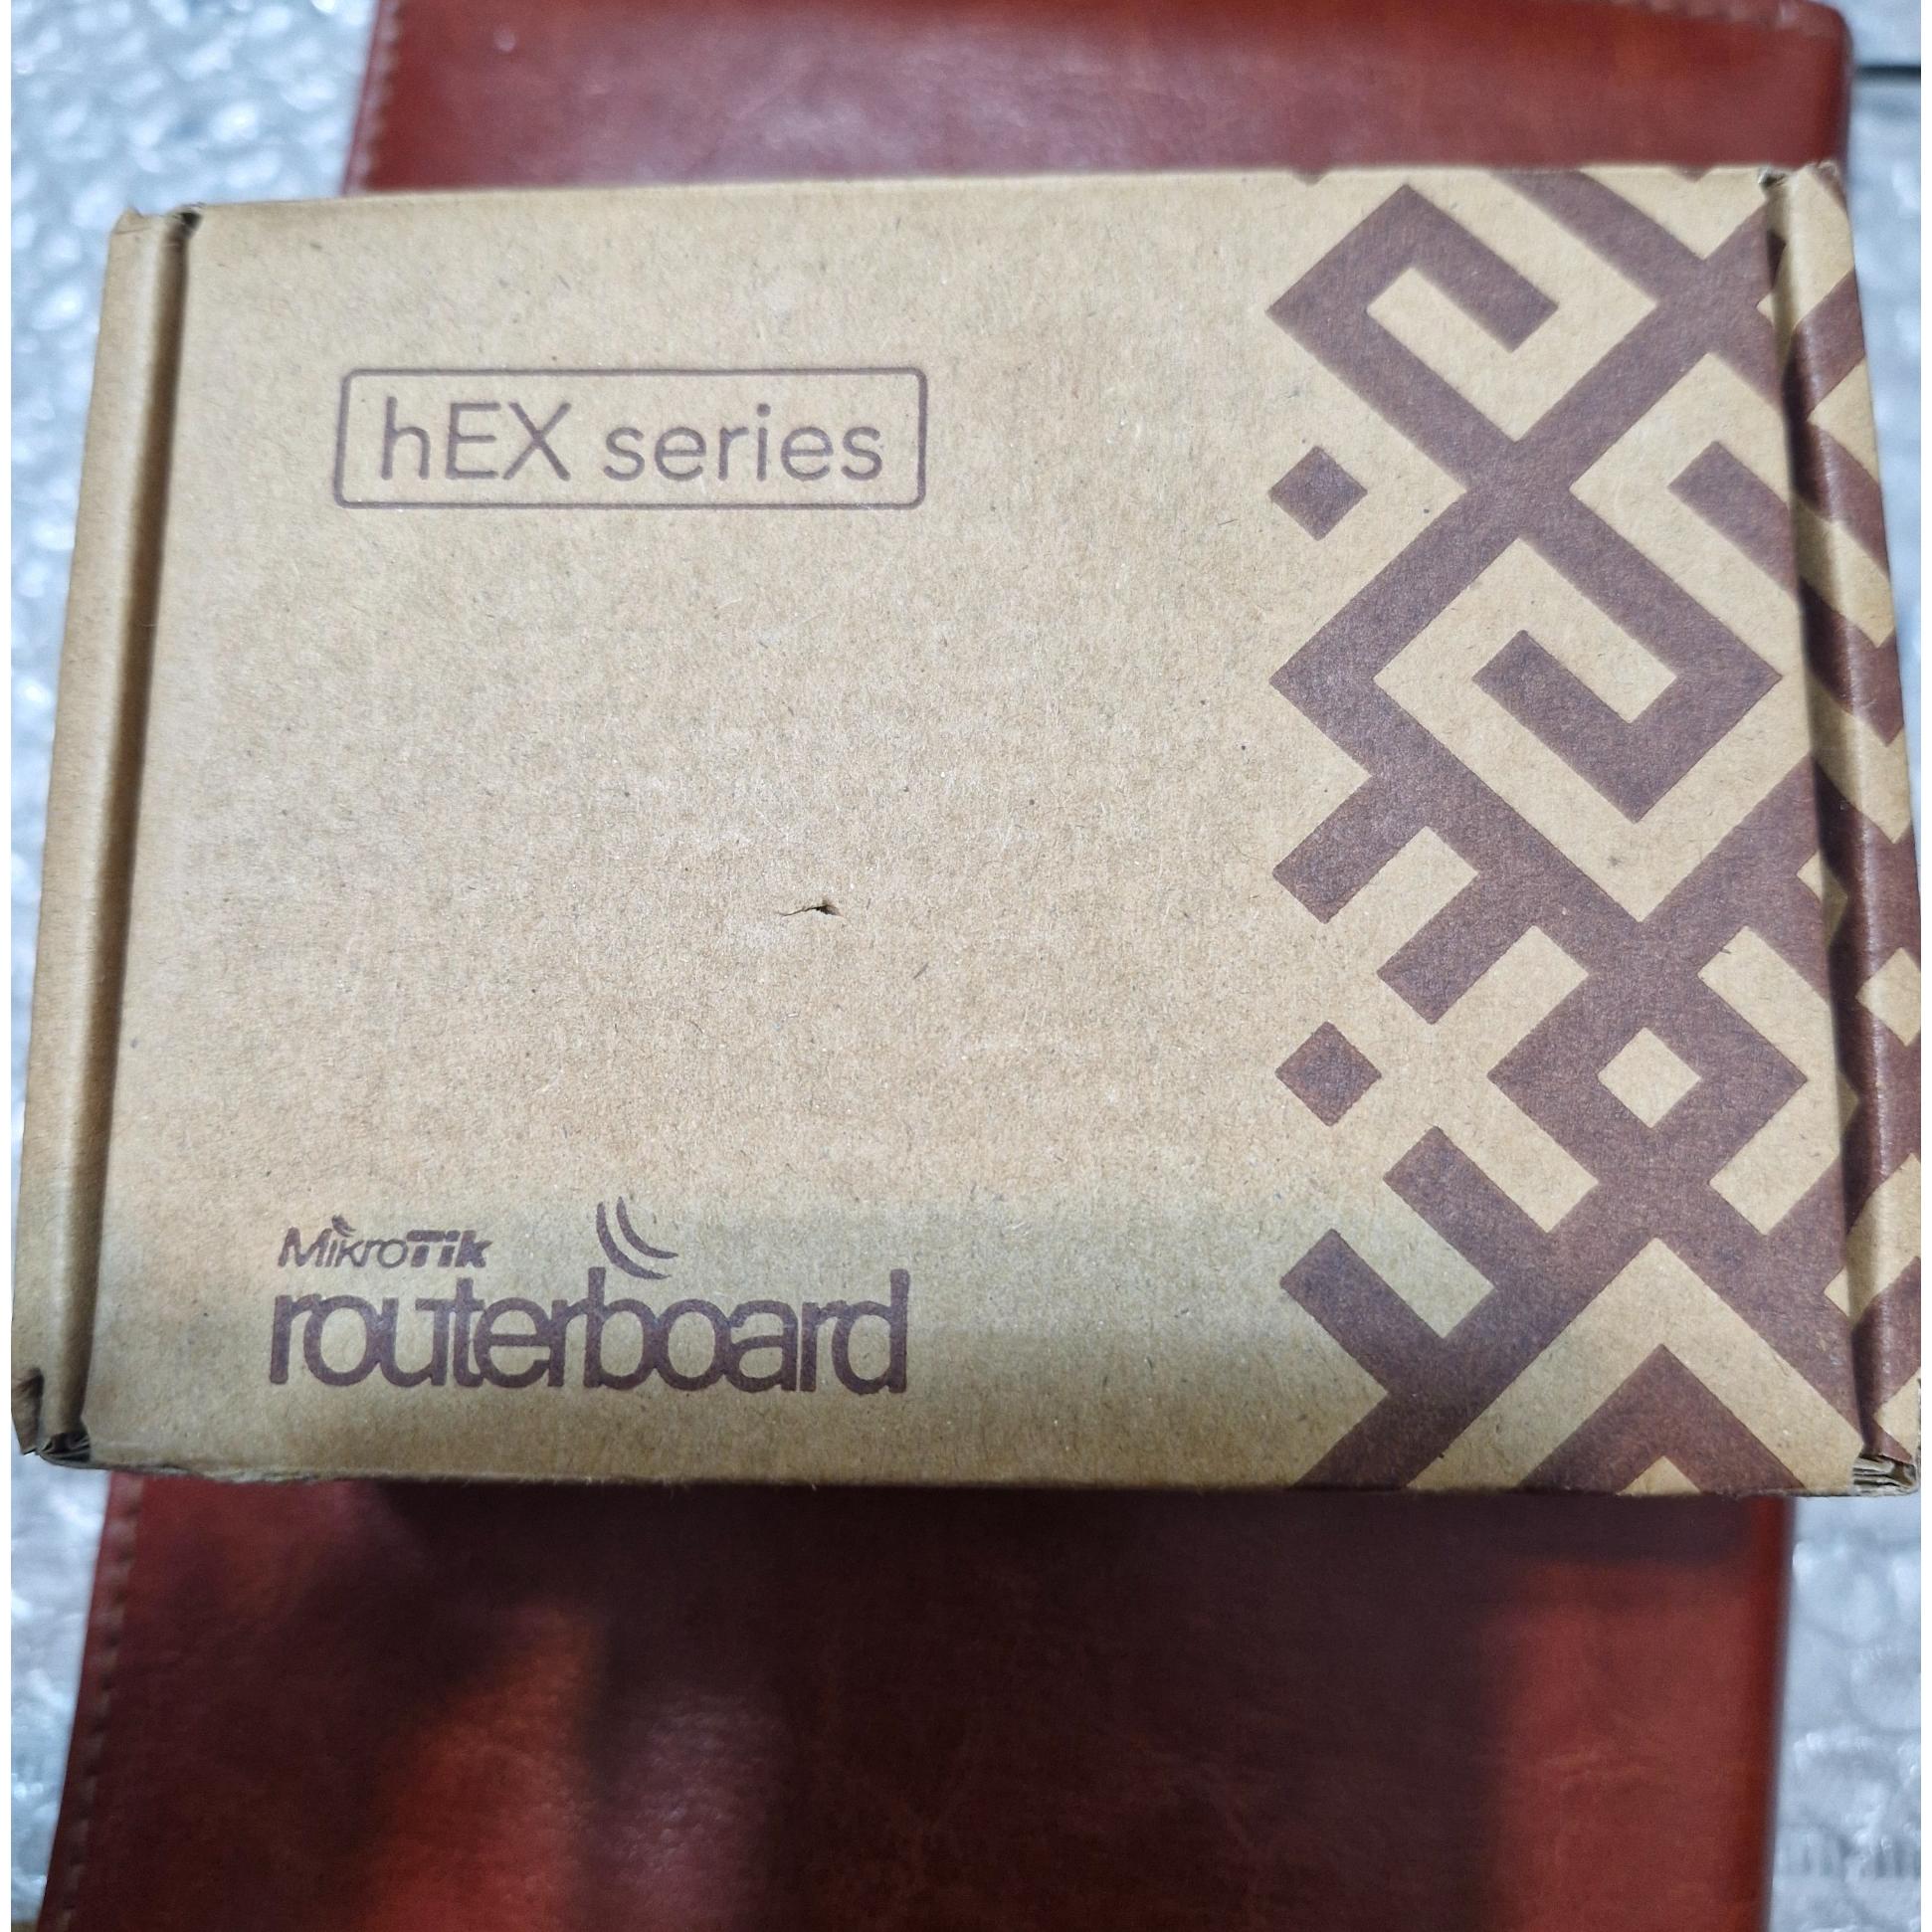 hEX series
MikroTik
routerboard